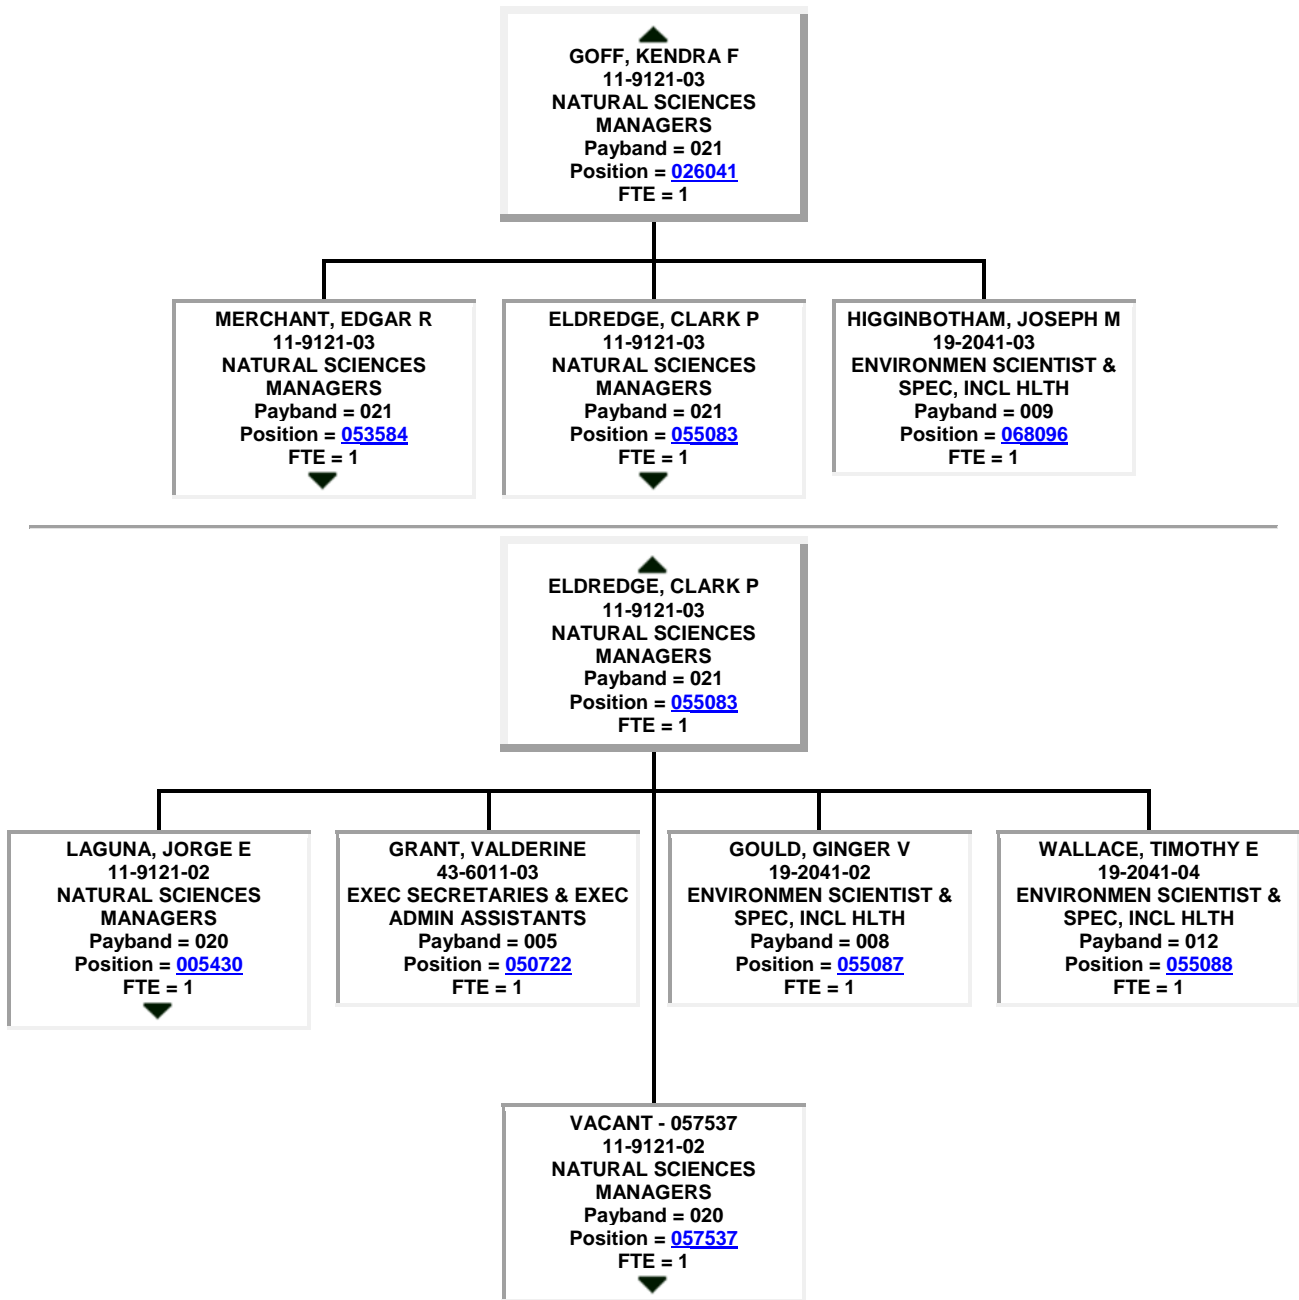 GOFF, KENDRA F
11-9121-03
NATURAL SCIENCES
MANAGERS
Payband = 021
Position = 026041
FTE = 1
MERCHANT, EDGAR R
11-9121-03
NATURAL SCIENCES
MANAGERS
Payband = 021
Position = 053584
FTE = 1
ELDREDGE, CLARK P
11-9121-03
NATURAL SCIENCES
MANAGERS
Payband = 021
Position = 055083
FTE = 1
HIGGINBOTHAM, JOSEPH M
19-2041-03
ENVIRONMEN SCIENTIST &
SPEC, INCL HLTH
Payband = 009
Position = 068096
FTE = 1
ELDREDGE, CLARK P
11-9121-03
NATURAL SCIENCES
MANAGERS
Payband = 021
Position = 055083
FTE = 1
LAGUNA, JORGE E
11-9121-02
NATURAL SCIENCES
MANAGERS
Payband = 020
Position = 005430
FTE = 1
GRANT, VALDERINE
43-6011-03
EXEC SECRETARIES & EXEC
ADMIN ASSISTANTS
Payband = 005
Position = 050722
FTE = 1
GOULD, GINGER V
19-2041-02
ENVIRONMEN SCIENTIST &
SPEC, INCL HLTH
Payband = 008
Position = 055087
FTE = 1
WALLACE, TIMOTHY E
19-2041-04
ENVIRONMEN SCIENTIST &
SPEC, INCL HLTH
Payband = 012
Position = 055088
FTE = 1
VACANT - 057537
11-9121-02
NATURAL SCIENCES
MANAGERS
Payband = 020
Position = 057537
FTE = 1